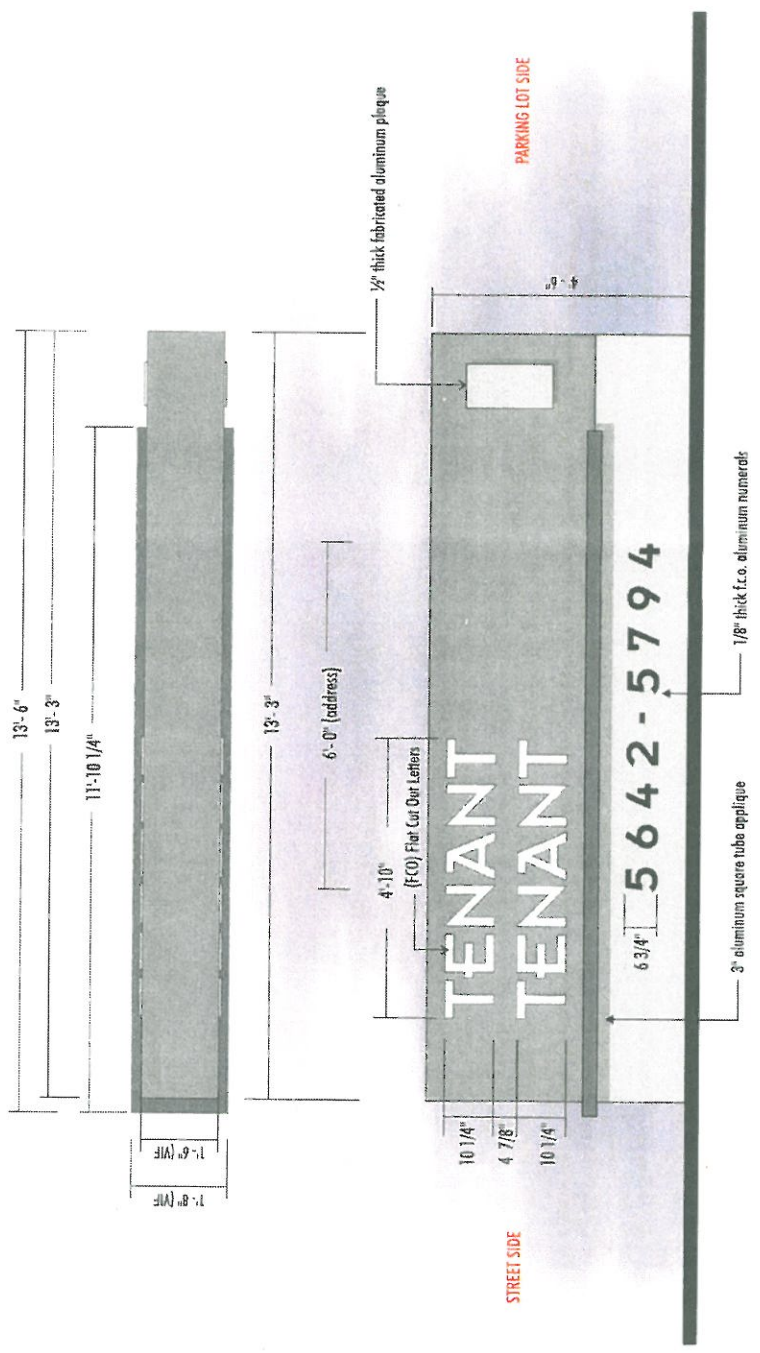 13'- 6"
13'- 3"
11'-10 1/4"
1'- 6" (VIF
1'- 8" (VIF
13'- 3"
6'- 0" (address)
½" thick fabricated aluminum plaque
4'-10"
(FCO) Flat Cut Out Letters
4'- 6"
PARKING LOT SIDE
STREET SIDE
10 1/4"
4 7/8"
10 1/4"
TENANT
TENANT
6 3/4"
5642-5794
3" aluminum square tube applique
1/8" thick f.c.o. aluminum numerals